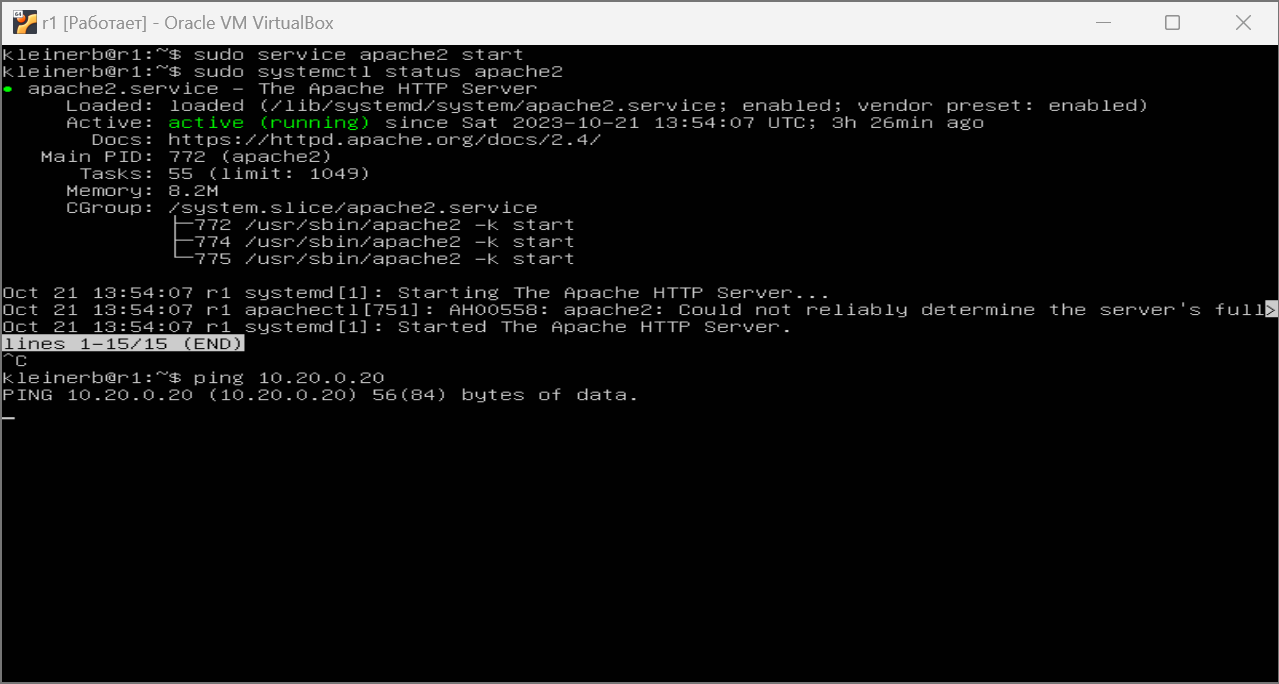 r1 [Работает] - Oracle VM VirtualBox
kleinerb@r1:~$ sudo service apache2 start
kleinerb@r1:~$ sudo systemctl status apache2
● apache2.service - The Apache HTTP Server
     Loaded: loaded (/lib/systemd/system/apache2.service; enabled; vendor preset: enabled)
     Active: active (running) since Sat 2023-10-21 13:54:07 UTC; 3h 26min ago
       Docs: https://httpd.apache.org/docs/2.4/
   Main PID: 772 (apache2)
      Tasks: 55 (limit: 1049)
     Memory: 8.2M
     CGroup: /system.slice/apache2.service
             ├─772 /usr/sbin/apache2 -k start
             ├─774 /usr/sbin/apache2 -k start
             └─775 /usr/sbin/apache2 -k start
Oct 21 13:54:07 r1 systemd[1]: Starting The Apache HTTP Server...
Oct 21 13:54:07 r1 apachectl[751]: AH00558: apache2: Could not reliably determine the server's full>
Oct 21 13:54:07 r1 systemd[1]: Started The Apache HTTP Server.
lines 1-15/15 (END)
^C
kleinerb@r1:~$ ping 10.20.0.20
PING 10.20.0.20 (10.20.0.20) 56(84) bytes of data.